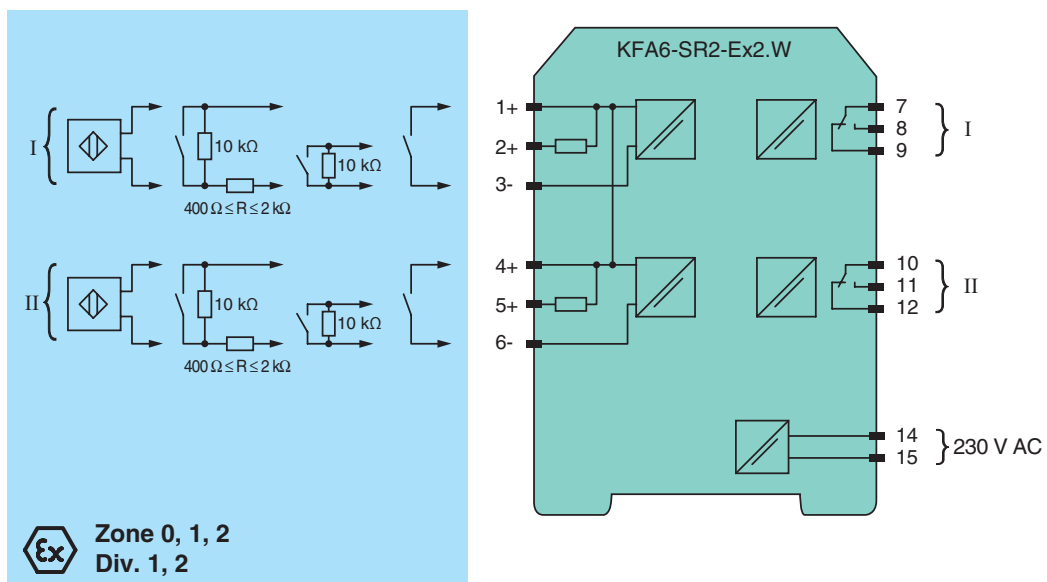 KFA6-SR2-Ex2.W
I
10 kΩ
10 kΩ
400 Ω ≤ R ≤ 2 kΩ
1+
2+
3-
7
8
9
I
II
10 kΩ
10 kΩ
400 Ω ≤ R ≤ 2 kΩ
4+
5+
6-
10
11
12
II
14
15
230 V AC
Ex
Zone 0, 1, 2
Div. 1, 2